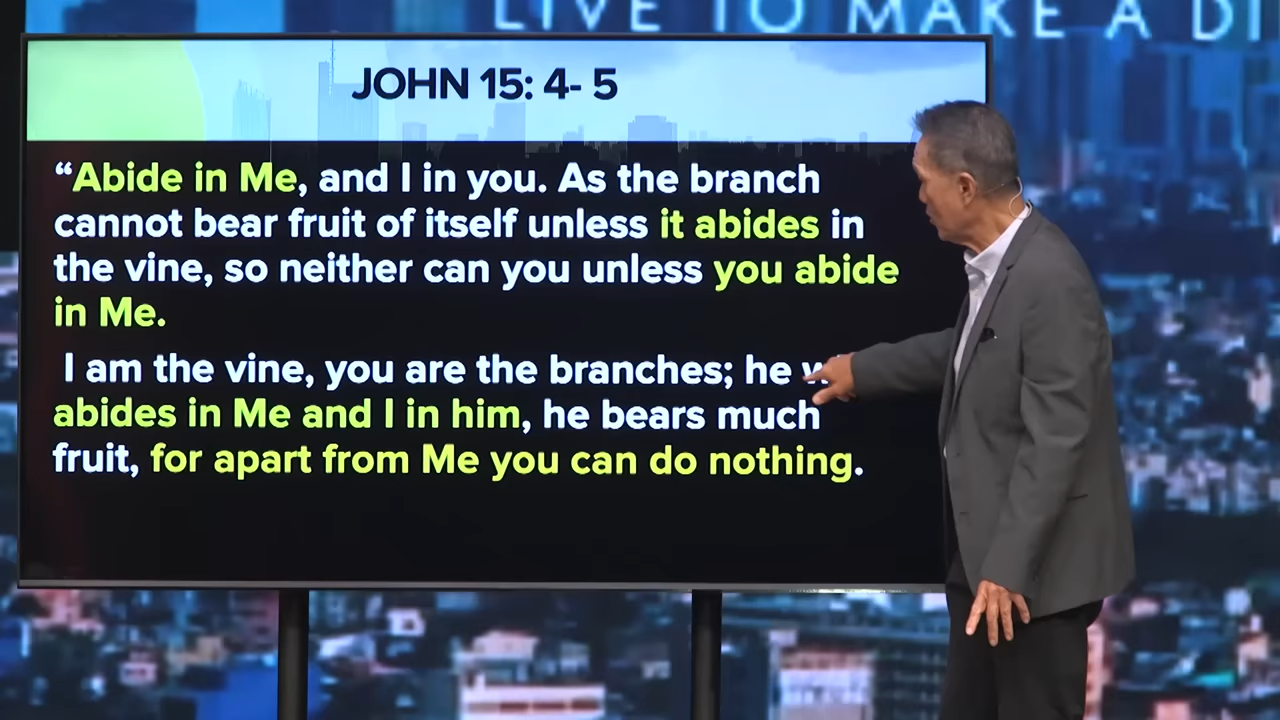 LIVE TO MAKE A DI
JOHN 15: 4- 5
“Abide in Me, and I in you. As the branch
cannot bear fruit of itself unless it abides in
the vine, so neither can you unless you abide
in Me.
I am the vine, you are the branches; he
abides in Me and I in him, he bears much
fruit, for apart from Me you can do nothing.